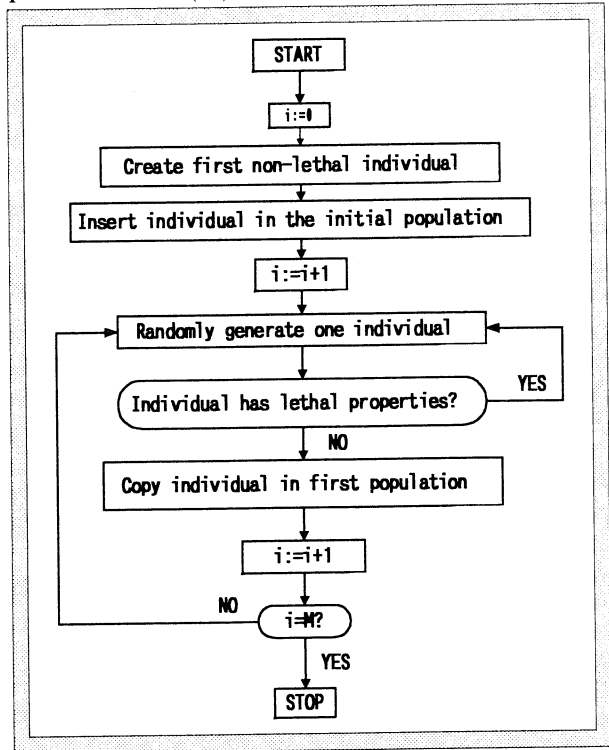 START
i:=0
Create first non-lethal individual
Insert individual in the initial population
i:=i+1
Randomly generate one individual
YES
Individual has lethal properties?
NO
Copy individual in first population
i:=i+1
NO
i=M?
YES
STOP